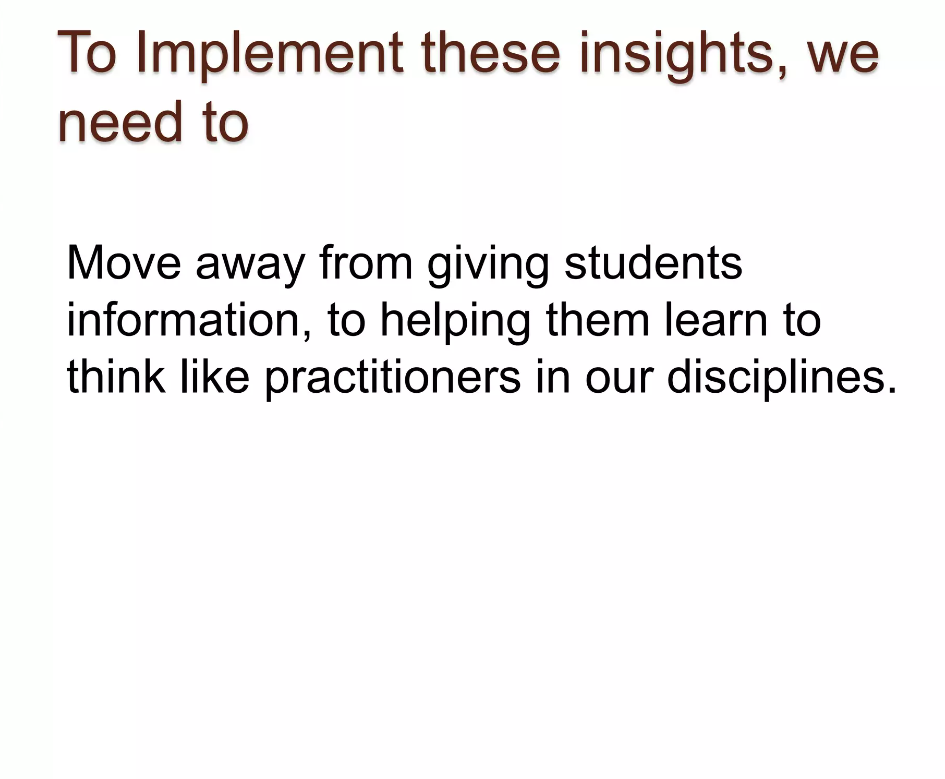 To Implement these insights, we
need to
Move away from giving students
information, to helping them learn to
think like practitioners in our disciplines.